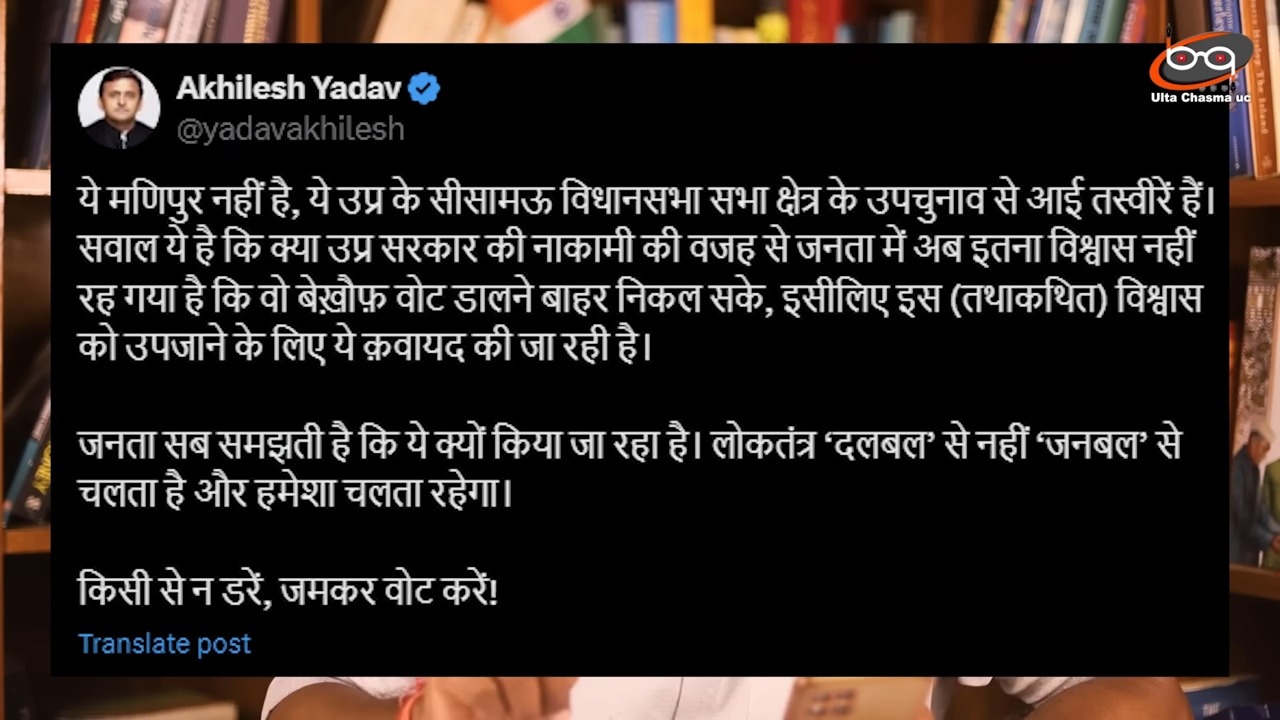 Akhilesh Yadav
@yadavakhilesh
Ulta Chasma uc
ये मणिपुर नहीं है, ये उप्र के सीसामऊ विधानसभा सभा क्षेत्र के उपचुनाव से आई तस्वीरें हैं।
सवाल ये है कि क्या उप्र सरकार की नाकामी की वजह से जनता में अब इतना विश्वास नहीं
रह गया है कि वो बेख़ौफ़ वोट डालने बाहर निकल सके, इसीलिए इस (तथाकथित) विश्वास
को उपजाने के लिए ये क़वायद की जा रही है।
जनता सब समझती है कि ये क्यों किया जा रहा है। लोकतंत्र ‘दलबल’ से नहीं ‘जनबल’ से
चलता है और हमेशा चलता रहेगा।
किसी से न डरें, जमकर वोट करें!
Translate post